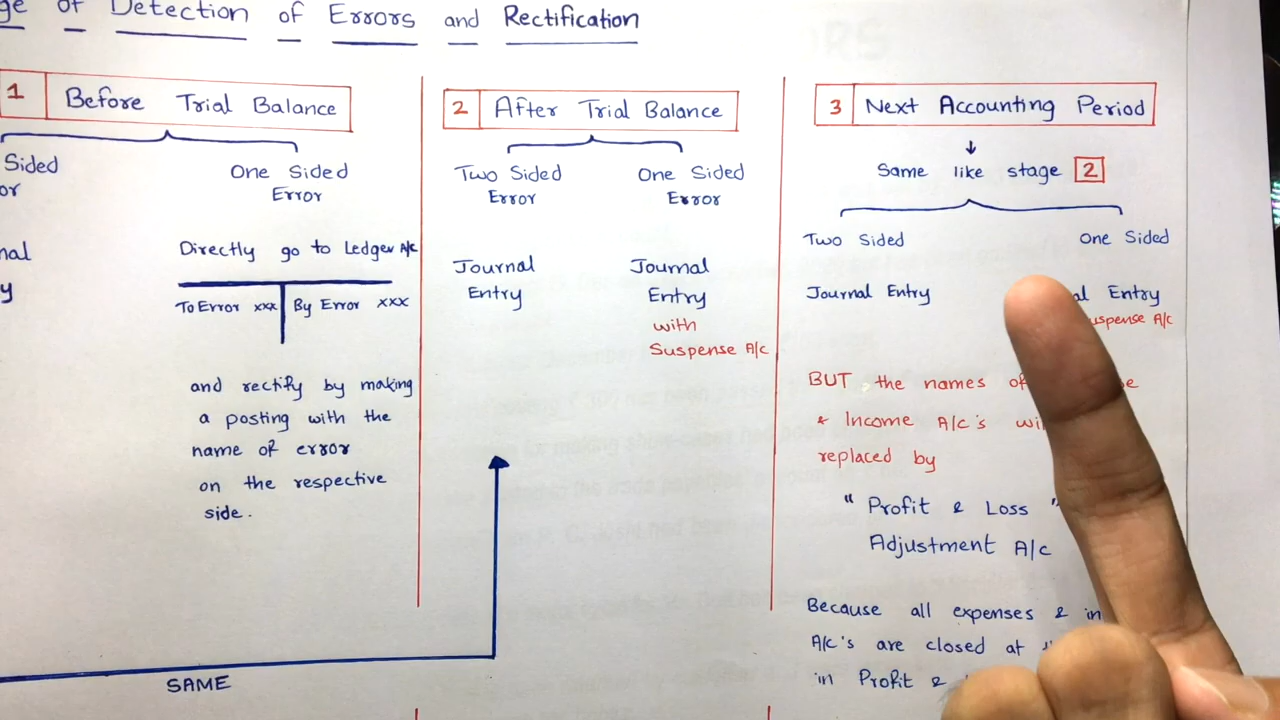 of Detection of Errors and Rectification
1 Before Trial Balance
Sided
One Sided
Error
Directly go to Ledger A/c
To Error xxx By Error xxx
and rectify by making
a posting with the
name of error
on the respective
side.
SAME
2 After Trial Balance
Two Sided
Error
One Sided
Error
Journal
Entry
Journal
Entry
with
Suspense A/c
3 Next Accounting Period
Same like stage 2
Two Sided
One Sided
Journal Entry
Entry
Suspense A/c
BUT the names of
& Income A/c's
replaced by
"Profit & Loss"
Adjustment A/c
Because all expenses &
A/c's are closed at
in Profit &